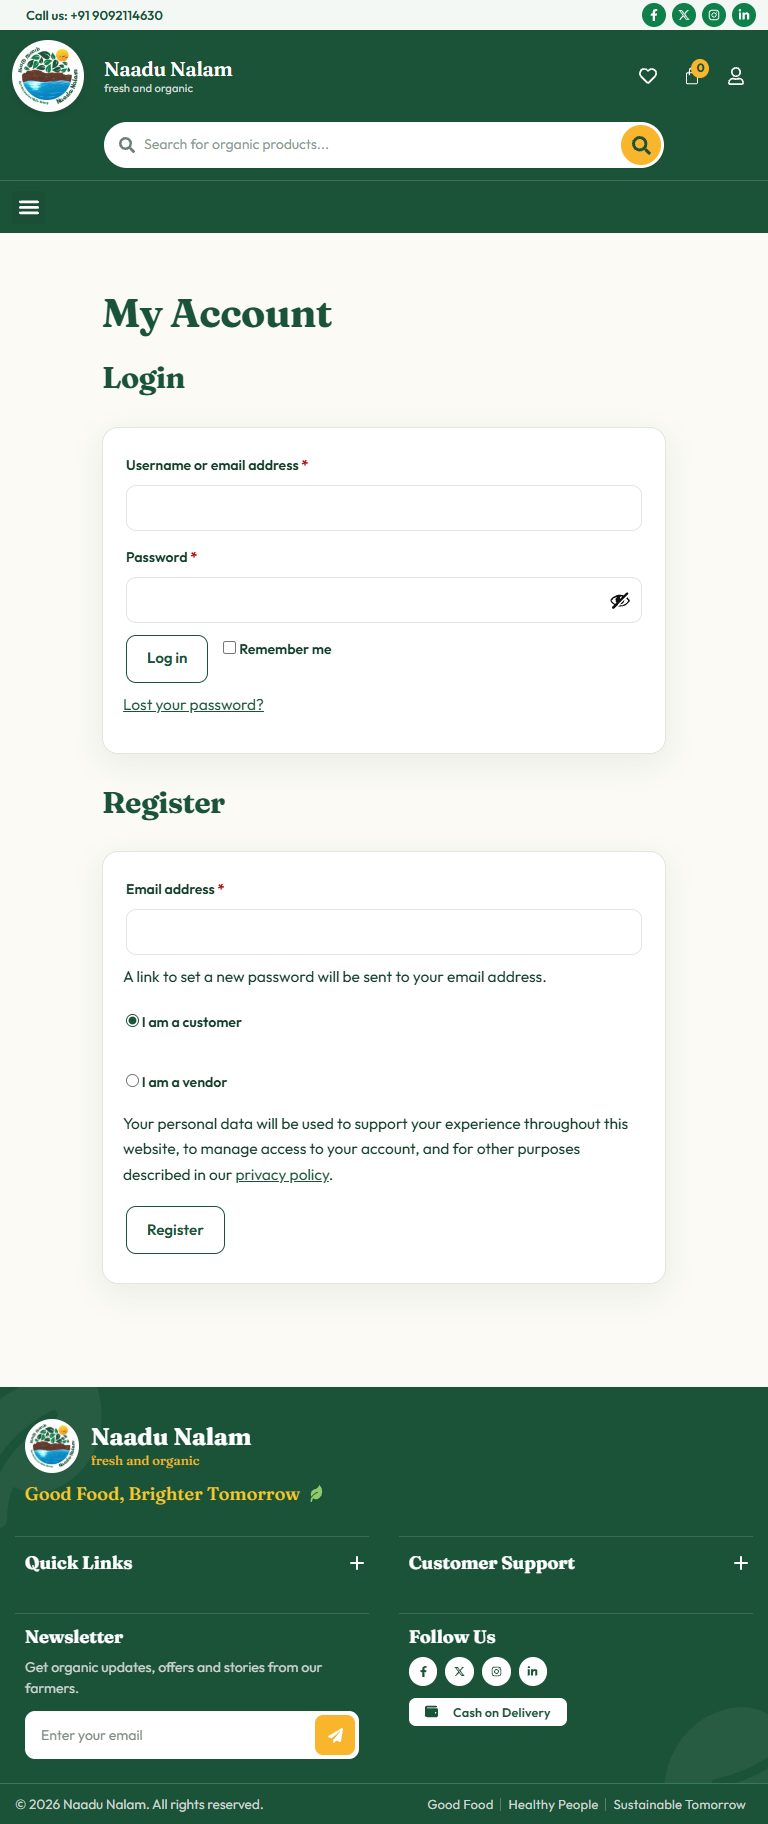 Call us: +91 9092114630
Naadu Nalam
fresh and organic
0
Search for organic products...
My Account
Login
Username or email address *
Password *
Log in
Remember me
Lost your password?
Register
Email address *
A link to set a new password will be sent to your email address.
I am a customer
I am a vendor
Your personal data will be used to support your experience throughout this
website, to manage access to your account, and for other purposes
described in our privacy policy.
Register
Naadu Nalam
fresh and organic
Good Food, Brighter Tomorrow
Quick Links
Customer Support
Newsletter
Get organic updates, offers and stories from our
farmers.
Enter your email
Follow Us
Cash on Delivery
© 2026 Naadu Nalam. All rights reserved.
Good Food | Healthy People | Sustainable Tomorrow